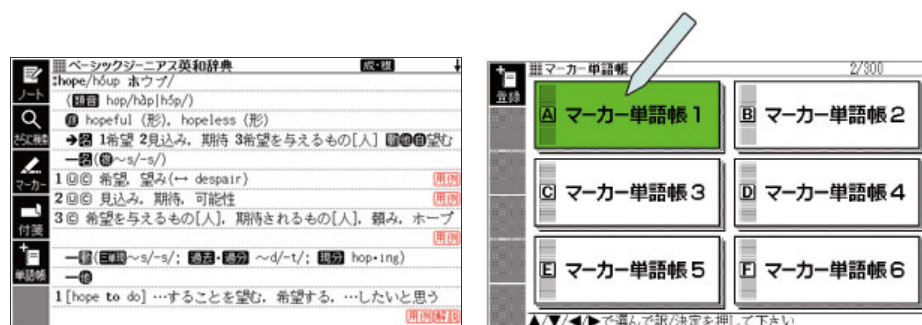 ベーシックジーニアス英和辞典 成・複 ↓
ノート
:hope/hóup ホウプ/
(類音 hop/hɑ̀p|hɔ́p/)
hopeful (形), hopeless (形)
さらに検索
➔名 1希望 2見込み, 期待 3希望を与えるもの[人] 動 望む
マーカー
―名(複~s/-s/)
1 U C 希望, 望み(↔ despair) 用例
2 U C 見込み, 期待, 可能性 用例
付箋
3 C 希望を与えるもの[人], 期待されるもの[人], 頼み, ホープ
用例
単語帳
―動(三単現~s/-s/; 過去・過分 ~d/-t/; 現分 hop・ing)
―他
1 [hope to do] …することを望む, 希望する, …したいと思う
用例 解説
登録
マーカー単語帳 2/300
A マーカー単語帳1
B マーカー単語帳2
C マーカー単語帳3
D マーカー単語帳4
E マーカー単語帳5
F マーカー単語帳6
▲/▼/◀/▶で選んで訳/決定を押して下さい